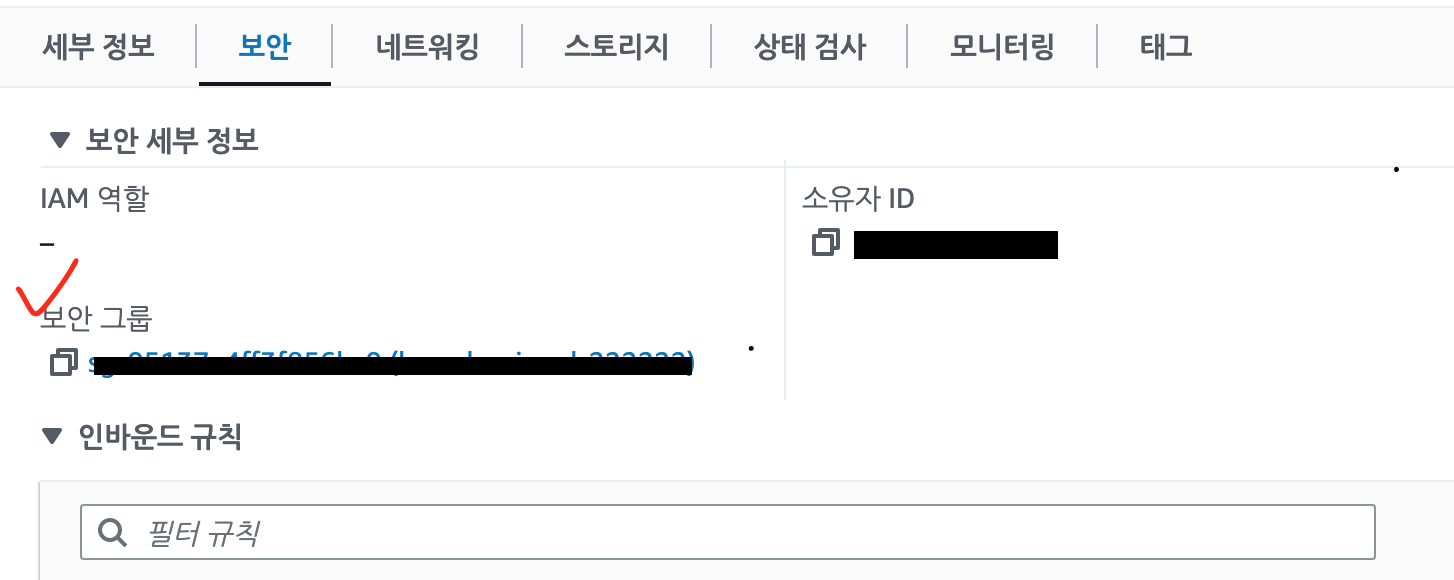 세부 정보 보안 네트워킹 스토리지 상태 검사 모니터링 태그
▼ 보안 세부 정보
IAM 역할 소유자 ID
–
보안 그룹
▼ 인바운드 규칙
필터 규칙